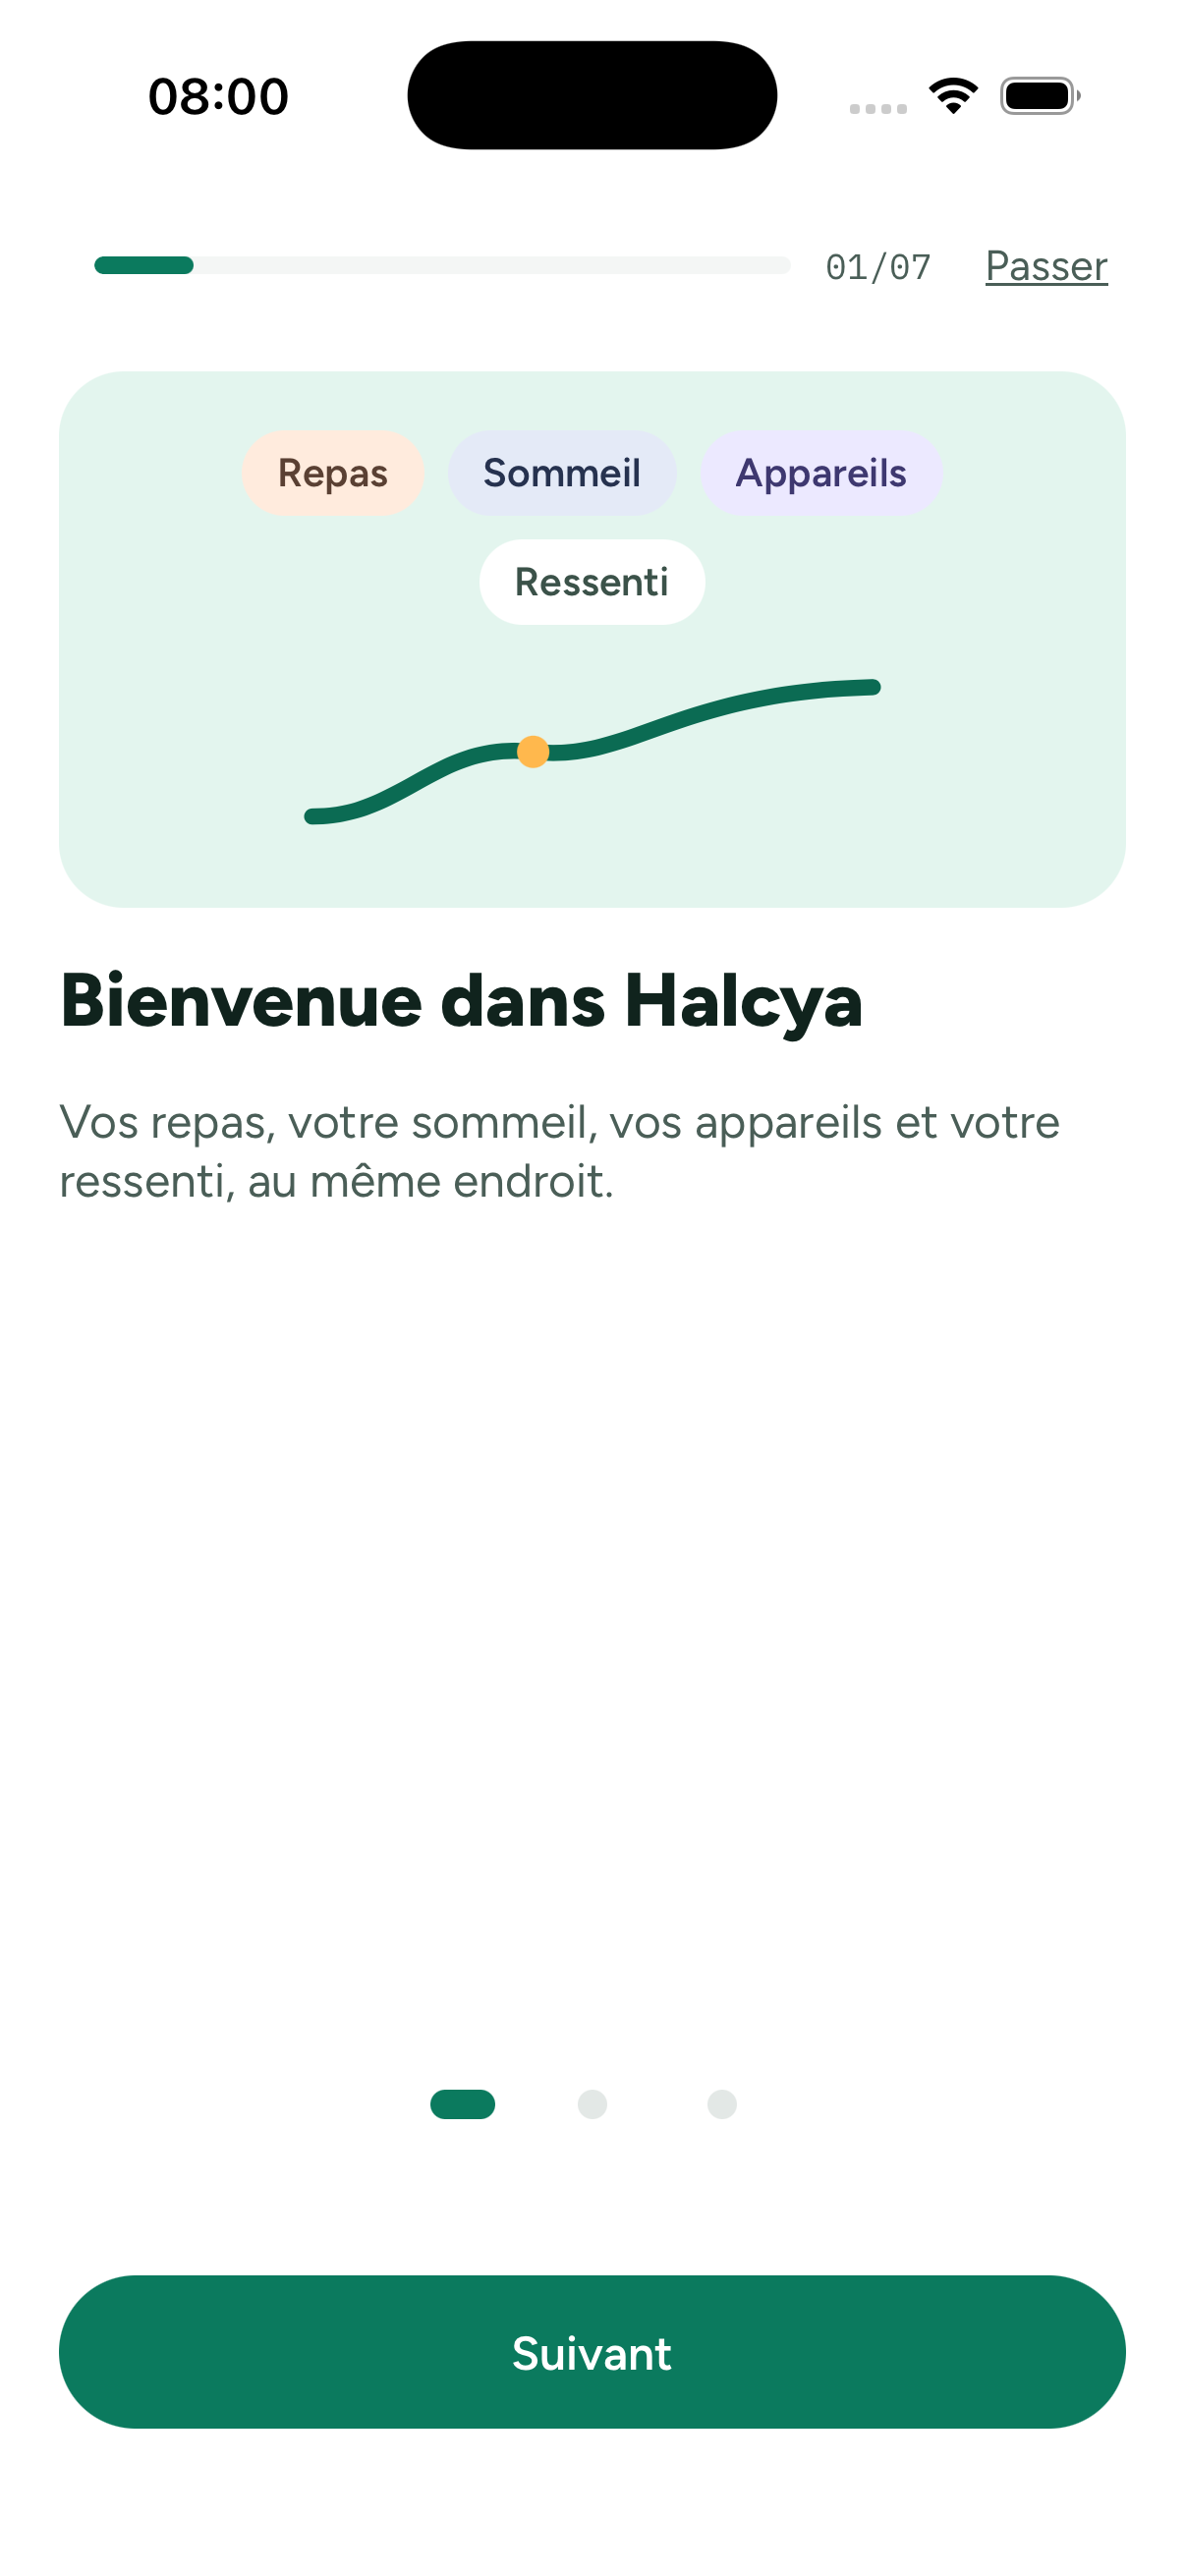 08:00
01/07 Passer
Repas Sommeil Appareils
Ressenti
Bienvenue dans Halcya
Vos repas, votre sommeil, vos appareils et votre
ressenti, au même endroit.
Suivant